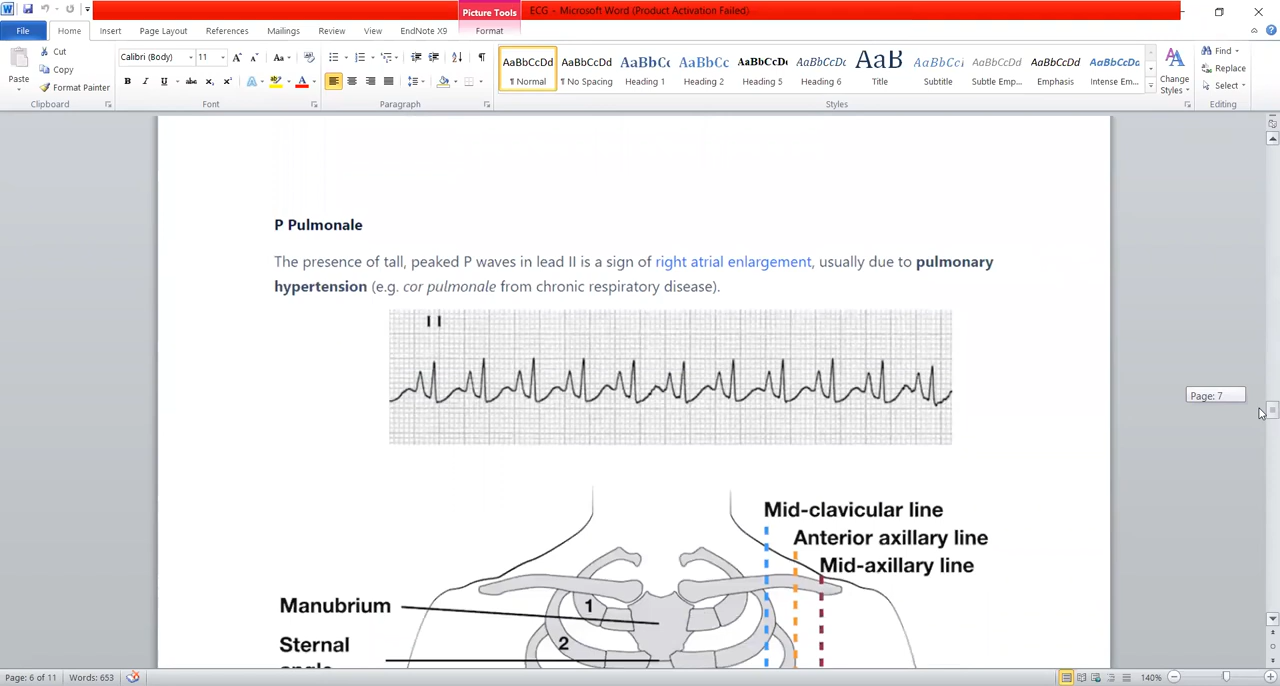 ECG - Microsoft Word (Product Activation Failed)
Picture Tools
File
Home
Insert
Page Layout
References
Mailings
Review
View
EndNote X9
Format
Paste
Cut
Copy
Format Painter
Clipboard
Calibri (Body)
11
Font
Paragraph
AaBbCcDd
¶ Normal
AaBbCcDd
¶ No Spacing
AaBbC
Heading 1
AaBbCc
Heading 2
AaBbCcD
Heading 5
AaBbCcDc
Heading 6
AaB
Title
AaBbCcI
Subtitle
AaBbCcDd
Subtle Emp...
AaBbCcDd
Emphasis
AaBbCcDd
Intense Em...
Change
Styles
Styles
Find
Replace
Select
Editing
P Pulmonale
The presence of tall, peaked P waves in lead II is a sign of right atrial enlargement, usually due to pulmonary
hypertension (e.g. cor pulmonale from chronic respiratory disease).
II
Page: 7
Mid-clavicular line
Anterior axillary line
Mid-axillary line
Manubrium
1
Sternal
2
angle
Page: 6 of 11
Words: 653
140%